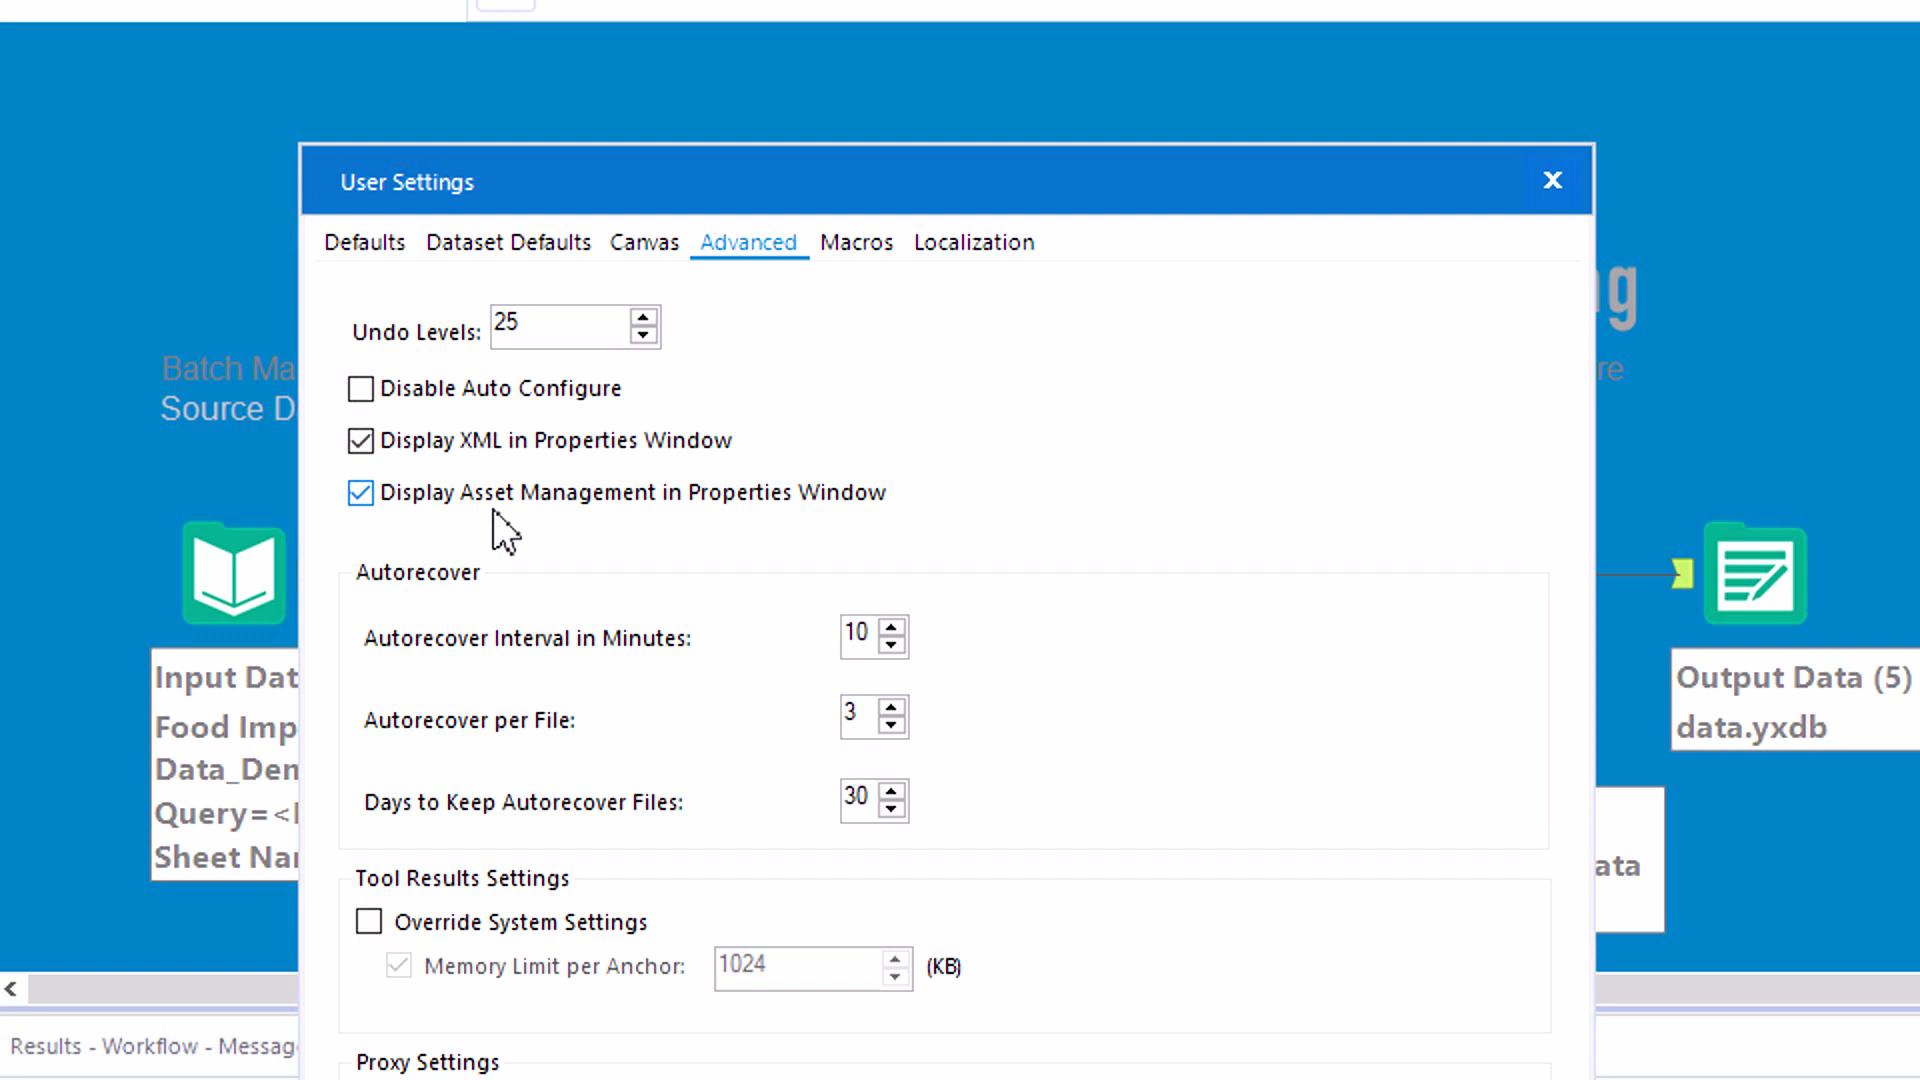 User Settings
Defaults Dataset Defaults Canvas Advanced Macros Localization
Undo Levels: 25
Disable Auto Configure
Display XML in Properties Window
Display Asset Management in Properties Window
Autorecover
Autorecover Interval in Minutes: 10
Autorecover per File: 3
Days to Keep Autorecover Files: 30
Tool Results Settings
Override System Settings
Memory Limit per Anchor: 1024 (KB)
Proxy Settings
Batch Ma
Source D
Input Dat
Food Imp
Data_Den
Query=<
Sheet Nar
g
re
Output Data (5)
data.yxdb
ata
Results - Workflow - Messag